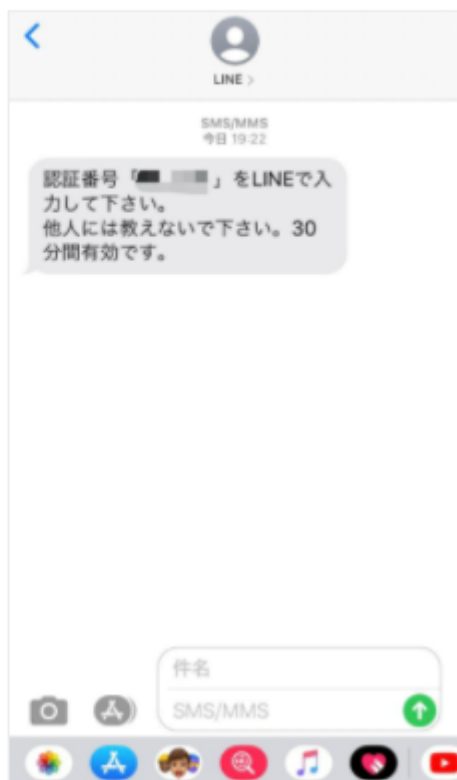 LINE >
SMS/MMS
今日 19:22
認証番号「 」をLINEで入
力して下さい。
他人には教えないで下さい。30
分間有効です。
件名
SMS/MMS